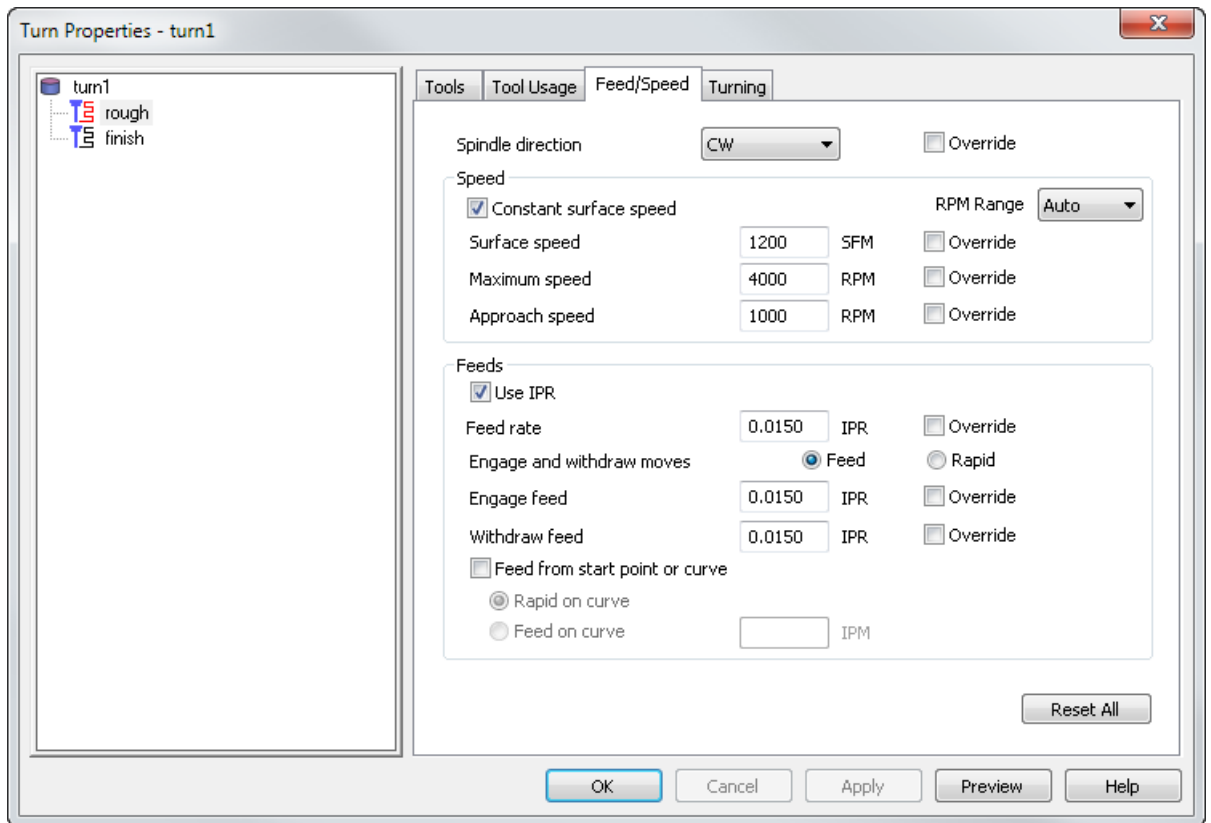 Turn Properties - turn1
turn1
rough
finish
Tools Tool Usage Feed/Speed Turning
Spindle direction CW Override
Speed
Constant surface speed RPM Range Auto
Surface speed 1200 SFM Override
Maximum speed 4000 RPM Override
Approach speed 1000 RPM Override
Feeds
Use IPR
Feed rate 0.0150 IPR Override
Engage and withdraw moves Feed Rapid
Engage feed 0.0150 IPR Override
Withdraw feed 0.0150 IPR Override
Feed from start point or curve
Rapid on curve
Feed on curve IPM
Reset All
OK Cancel Apply Preview Help